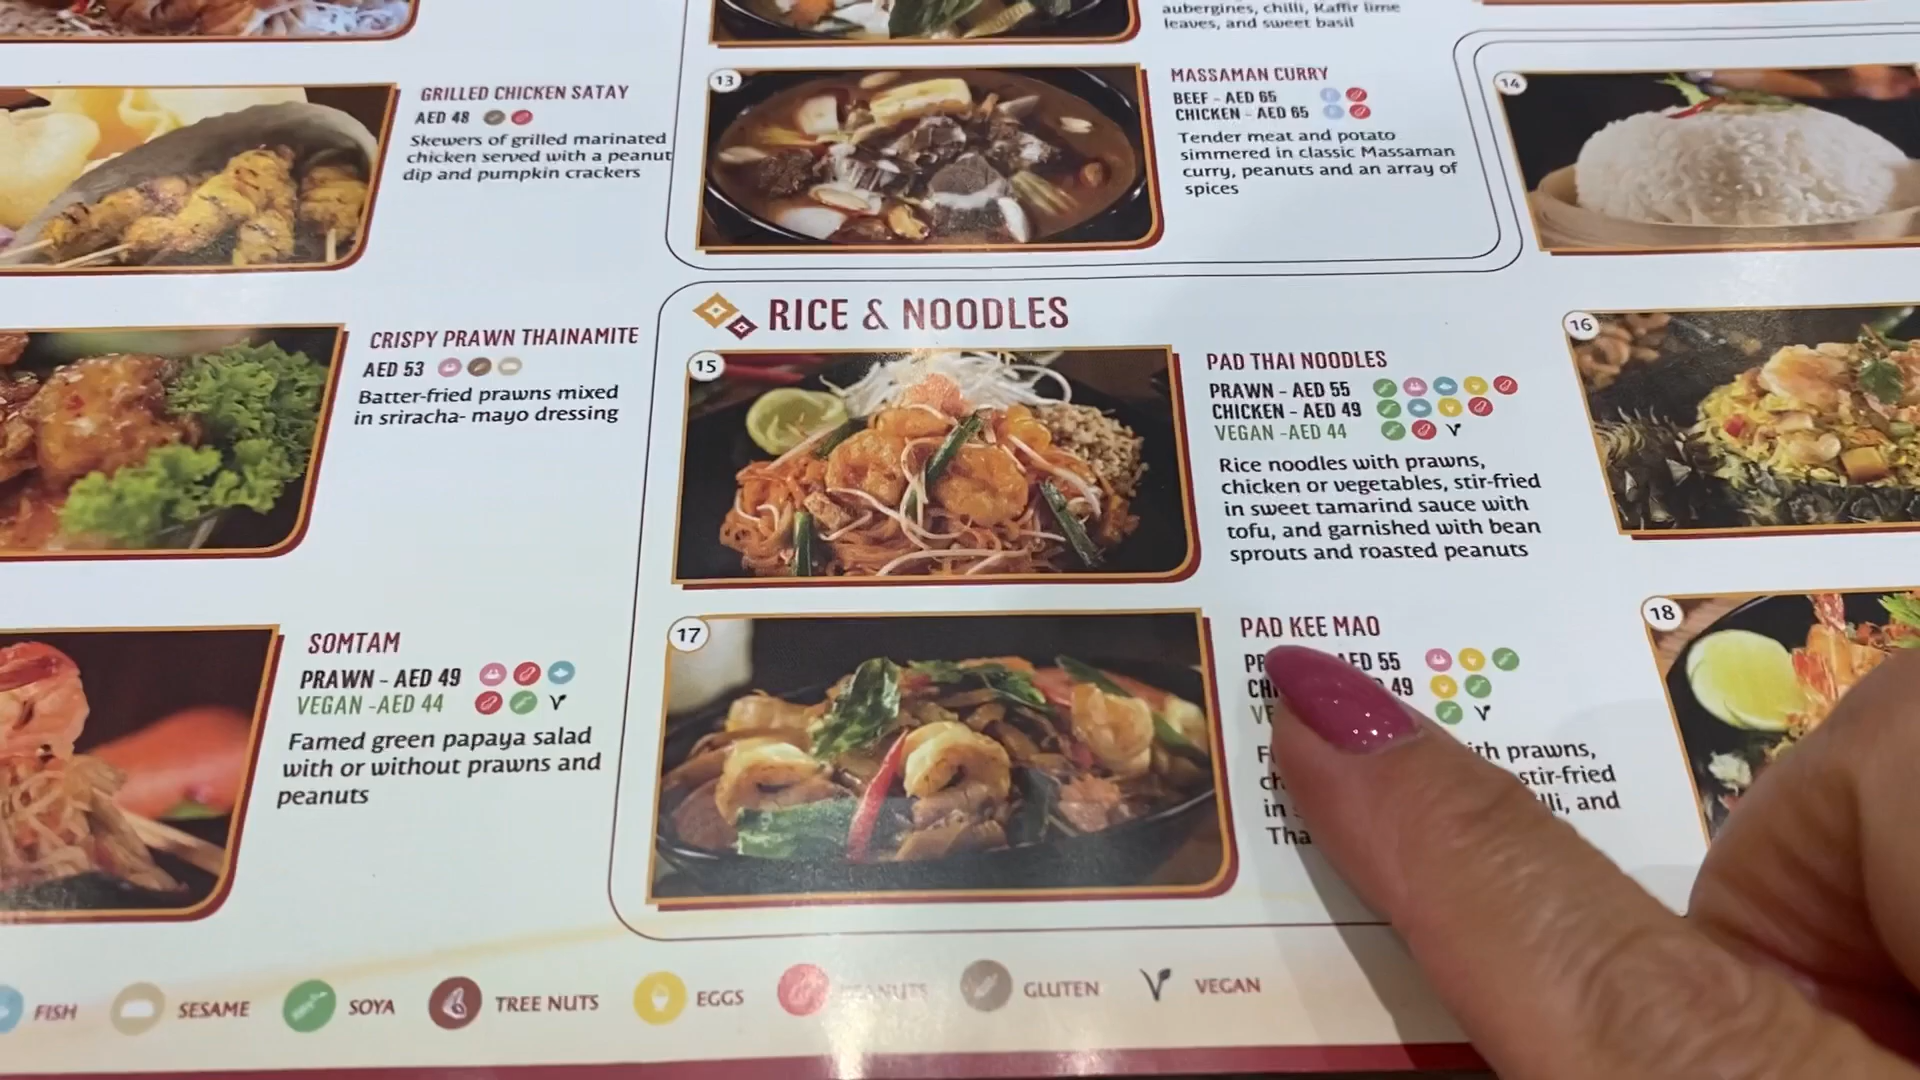 aubergines, chilli, Kaffir lime
leaves, and sweet basil
GRILLED CHICKEN SATAY
AED 48
Skewers of grilled marinated
chicken served with a peanut
dip and pumpkin crackers
13
MASSAMAN CURRY
BEEF - AED 65
CHICKEN - AED 65
Tender meat and potato
simmered in classic Massaman
curry, peanuts and an array of
spices
14
CRISPY PRAWN THAINAMITE
AED 53
Batter-fried prawns mixed
in sriracha- mayo dressing
RICE & NOODLES
15
PAD THAI NOODLES
PRAWN - AED 55
CHICKEN - AED 49
VEGAN -AED 44
Rice noodles with prawns,
chicken or vegetables, stir-fried
in sweet tamarind sauce with
tofu, and garnished with bean
sprouts and roasted peanuts
16
SOMTAM
PRAWN - AED 49
VEGAN -AED 44
Famed green papaya salad
with or without prawns and
peanuts
17
PAD KEE MAO
AED 55
49
prawns,
stir-fried
in
and
18
FISH
SESAME
SOYA
TREE NUTS
EGGS
PEANUTS
GLUTEN
VEGAN